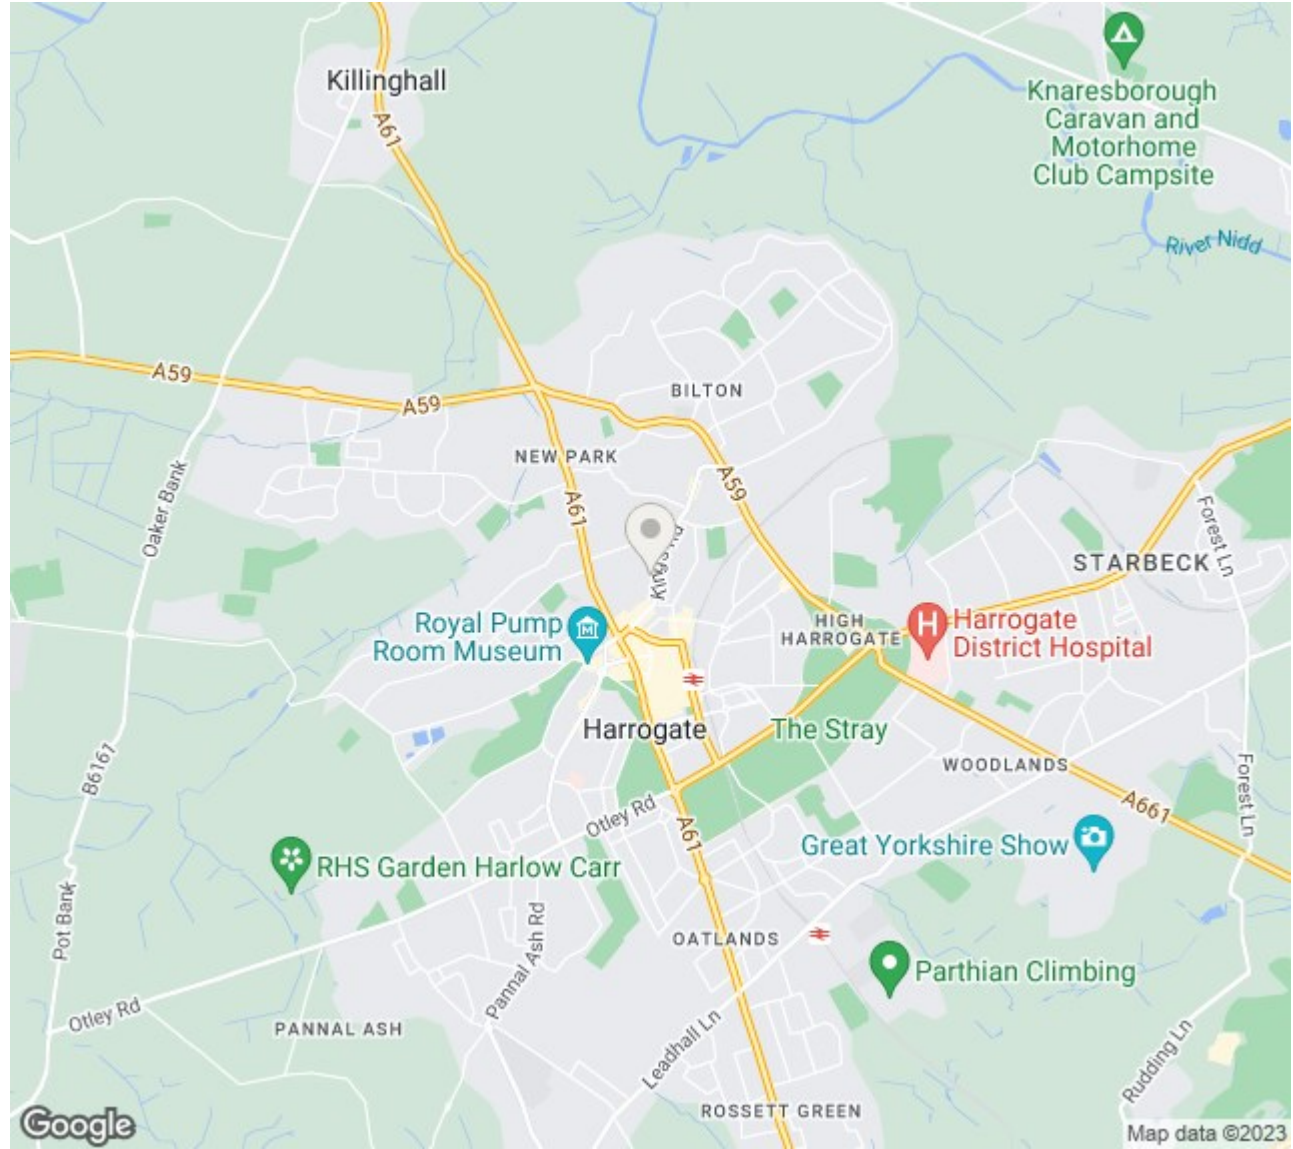 Killinghall
A61
Knaresborough
Caravan and
Motorhome
Club Campsite
River Nidd
A59
A59
BILTON
NEW PARK
A59
A61
Oaker Bank
Forest Ln
Kings Rd
STARBECK
Royal Pump
Room Museum
HIGH
HARROGATE
H
Harrogate
District Hospital
M
Harrogate
The Stray
WOODLANDS
B6161
Forest Ln
A661
Otley Rd
A61
Great Yorkshire Show
RHS Garden Harlow Carr
Pot Bank
Pannal Ash Rd
OATLANDS
Parthian Climbing
Otley Rd
PANNAL ASH
Leadhall Ln
Rudding Ln
ROSSETT GREEN
Google
Map data ©2023